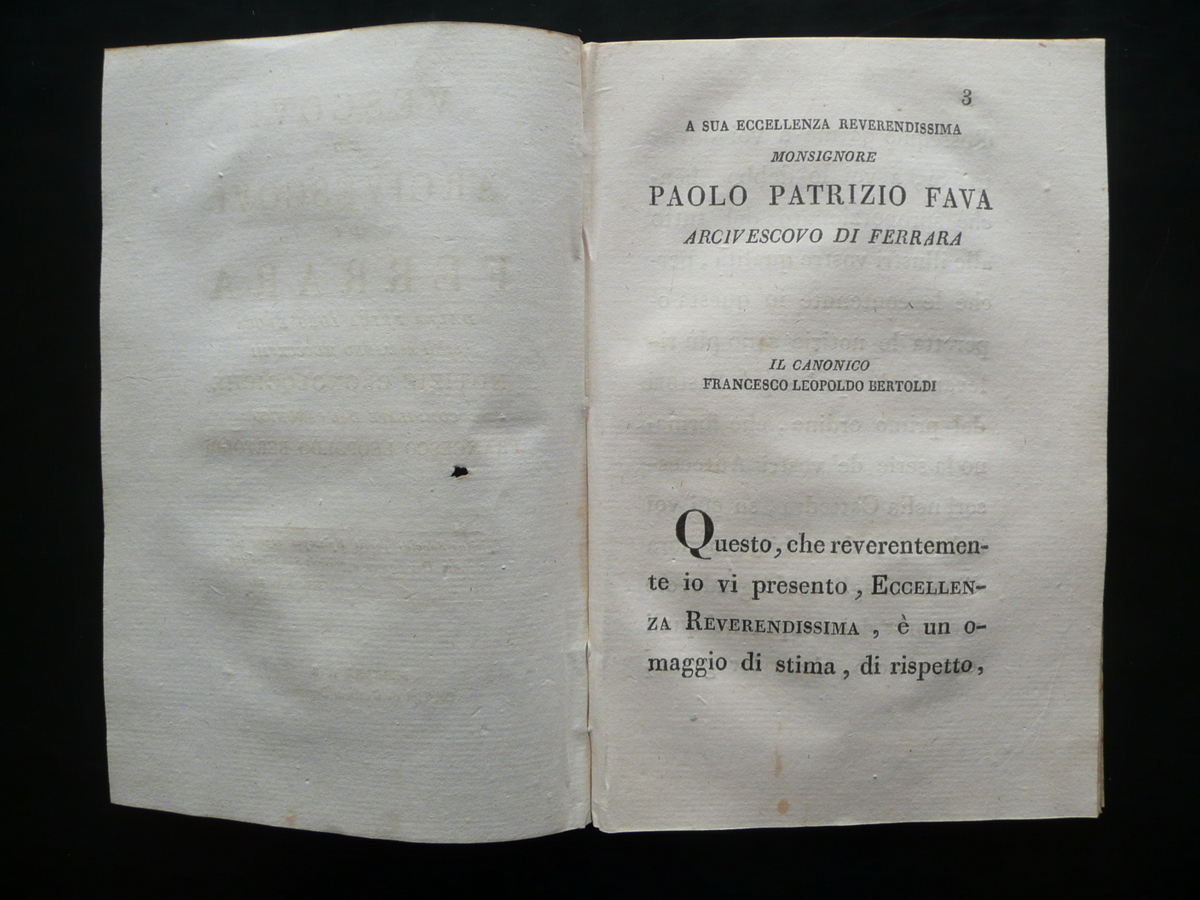 3
A SUA ECCELLENZA REVERENDISSIMA
MONSIGNORE
PAOLO PATRIZIO FAVA
ARCIVESCOVO DI FERRARA
IL CANONICO
FRANCESCO LEOPOLDO BERTOLDI
Questo, che reverentemen-
te io vi presento, ECCELLEN-
ZA REVERENDISSIMA, è un o-
maggio di stima, di rispetto,